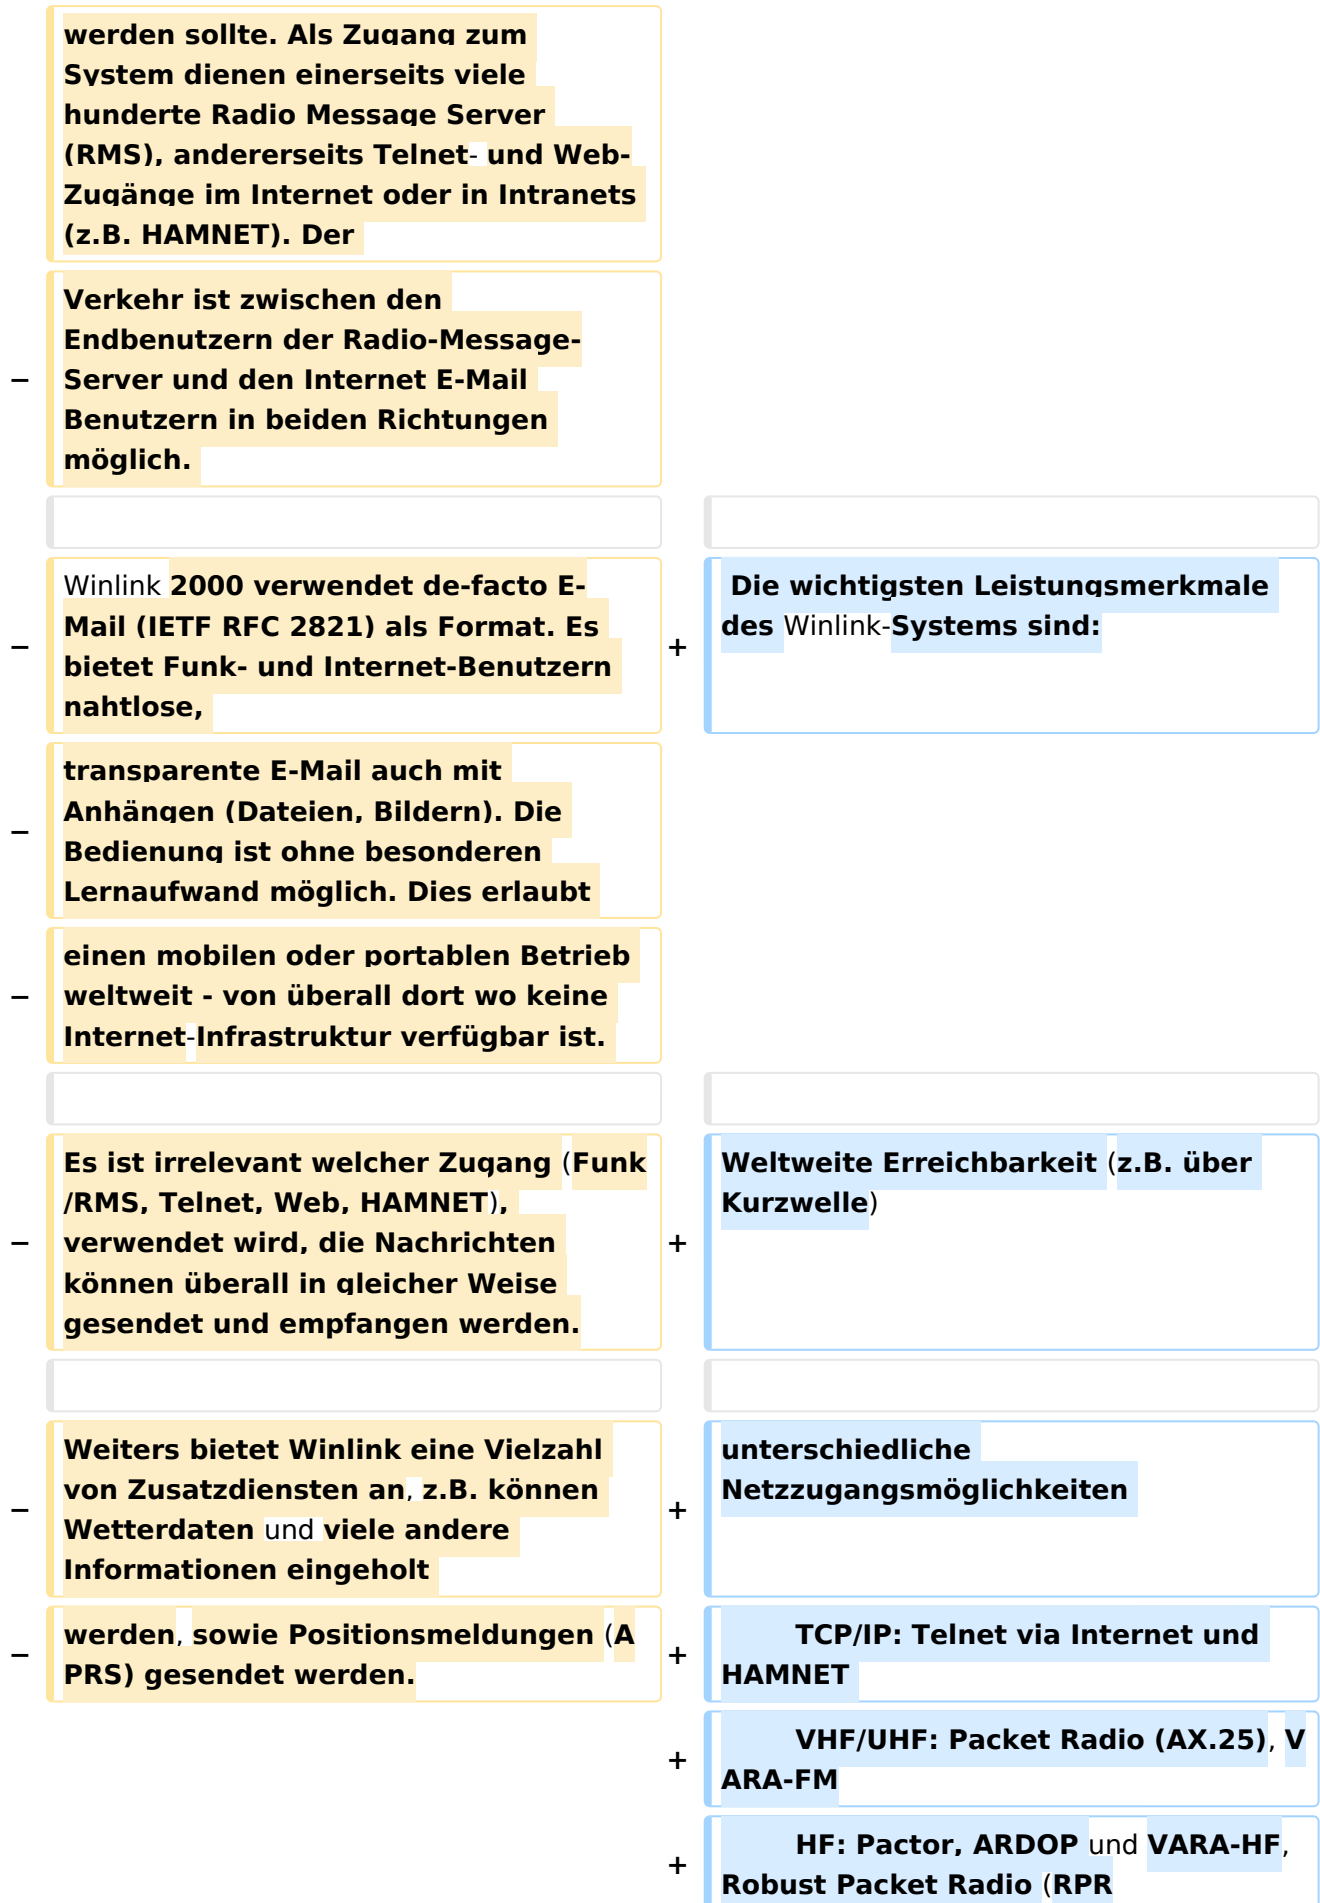 werden sollte. Als Zugang zum
System dienen einerseits viele
hunderte Radio Message Server
(RMS), andererseits Telnet- und Web-
Zugänge im Internet oder in Intranets
(z.B. HAMNET). Der
−
Verkehr ist zwischen den
Endbenutzern der Radio-Message-
Server und den Internet E-Mail
Benutzern in beiden Richtungen
möglich.
−
Winlink 2000 verwendet de-facto E-
Mail (IETF RFC 2821) als Format. Es
bietet Funk- und Internet-Benutzern
nahtlose,
+
Die wichtigsten Leistungsmerkmale
des Winlink-Systems sind:
−
transparente E-Mail auch mit
Anhängen (Dateien, Bildern). Die
Bedienung ist ohne besonderen
Lernaufwand möglich. Dies erlaubt
−
einen mobilen oder portablen Betrieb
weltweit - von überall dort wo keine
Internet-Infrastruktur verfügbar ist.
−
Es ist irrelevant welcher Zugang (Funk
/RMS, Telnet, Web, HAMNET),
verwendet wird, die Nachrichten
können überall in gleicher Weise
gesendet und empfangen werden.
+
Weltweite Erreichbarkeit (z.B. über
Kurzwelle)
−
Weiters bietet Winlink eine Vielzahl
von Zusatzdiensten an, z.B. können
Wetterdaten und viele andere
Informationen eingeholt
+
unterschiedliche
Netzzugangsmöglichkeiten
−
werden, sowie Positionsmeldungen (A
PRS) gesendet werden.
+
TCP/IP: Telnet via Internet und
HAMNET
+
VHF/UHF: Packet Radio (AX.25), V
ARA-FM
+
HF: Pactor, ARDOP und VARA-HF,
Robust Packet Radio (RPR